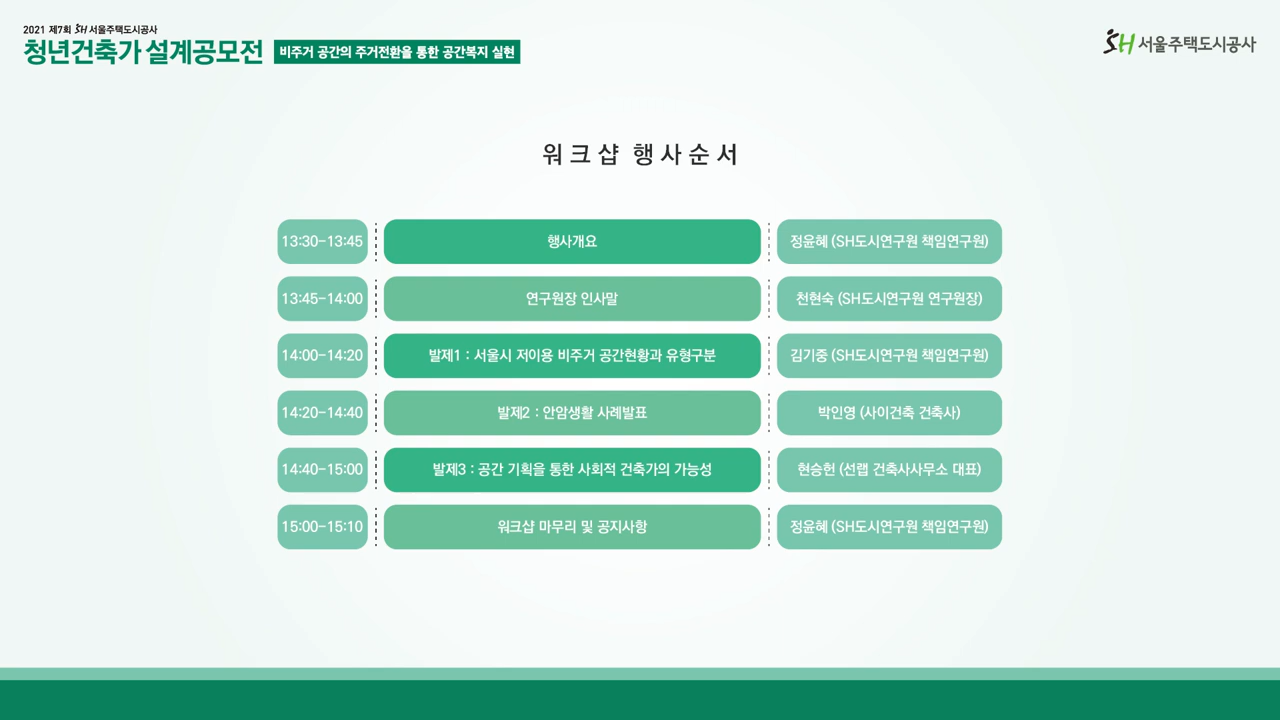 2021 제7회 SH 서울주택도시공사
청년건축가 설계공모전 비주거 공간의 주거전환을 통한 공간복지 실현
SH 서울주택도시공사
워크샵 행사순서
13:30-13:45 행사개요 정윤혜 (SH도시연구원 책임연구원)
13:45-14:00 연구원장 인사말 천현숙 (SH도시연구원 연구원장)
14:00-14:20 발제1 : 서울시 저이용 비주거 공간현황과 유형구분 김기중 (SH도시연구원 책임연구원)
14:20-14:40 발제2 : 안암생활 사례발표 박인영 (사이건축 건축사)
14:40-15:00 발제3 : 공간 기획을 통한 사회적 건축가의 가능성 현승헌 (선랩 건축사사무소 대표)
15:00-15:10 워크샵 마무리 및 공지사항 정윤혜 (SH도시연구원 책임연구원)